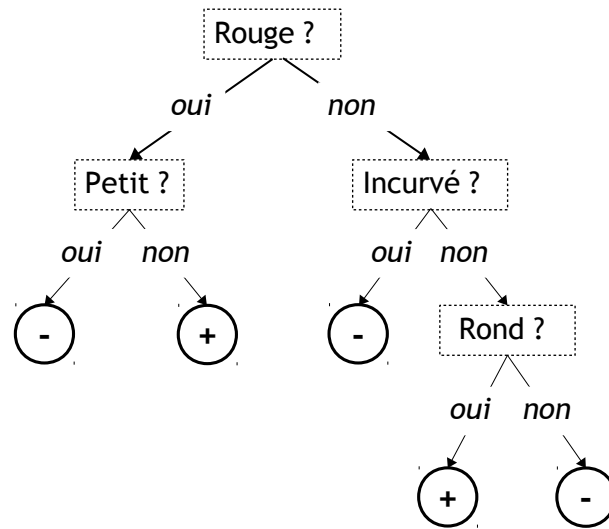 Rouge ?
oui non
Petit ? Incurvé ?
oui non oui non
- + - Rond ?
oui non
+ -